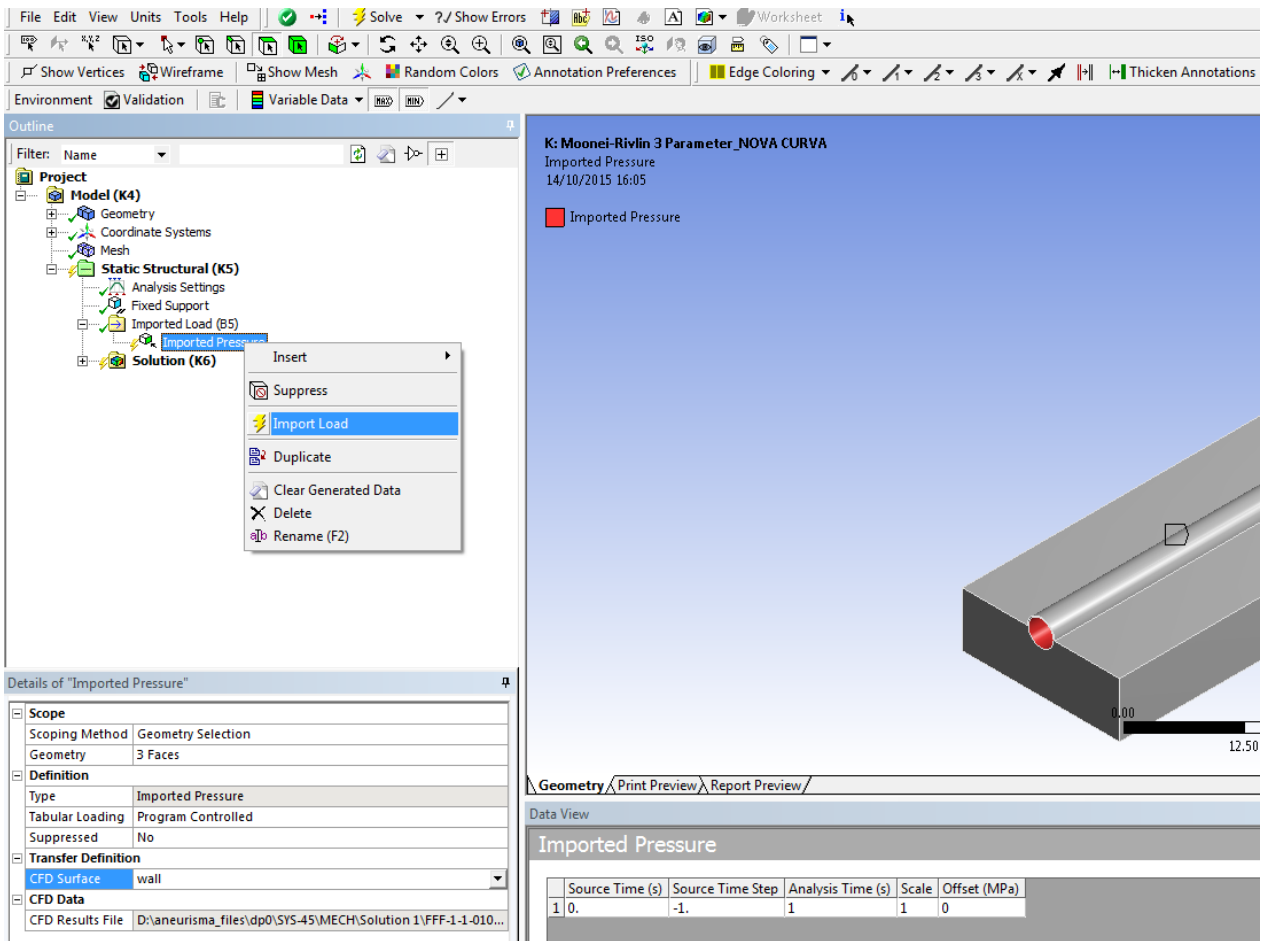 File Edit View Units Tools Help Solve ?/ Show Errors Worksheet
Show Vertices Wireframe Show Mesh Random Colors Annotation Preferences Edge Coloring Thicken Annotations
Environment Validation Variable Data MAX MIN
Outline
Filter: Name
Project
Model (K4)
Geometry
Coordinate Systems
Mesh
Static Structural (K5)
Analysis Settings
Fixed Support
Imported Load (B5)
Imported Pressure
Solution (K6)
Insert
Suppress
Import Load
Duplicate
Clear Generated Data
Delete
Rename (F2)
K: Moonei-Rivlin 3 Parameter_NOVA CURVA
Imported Pressure
14/10/2015 16:05
Imported Pressure
0.00
12.50
Geometry Print Preview Report Preview
Details of "Imported Pressure"
Scope
Scoping Method Geometry Selection
Geometry 3 Faces
Definition
Type Imported Pressure
Tabular Loading Program Controlled
Suppressed No
Transfer Definition
CFD Surface wall
CFD Data
CFD Results File D:\aneurisma_files\dp0\SYS-45\MECH\Solution 1\FFF-1-1-010...
Data View
Imported Pressure
Source Time (s) Source Time Step Analysis Time (s) Scale Offset (MPa)
1 0. -1. 1 1 0